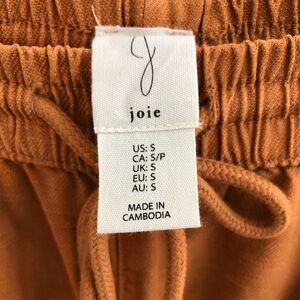 J
joie
US: S
CA: S/P
UK: S
EU: S
AU: S
MADE IN
CAMBODIA